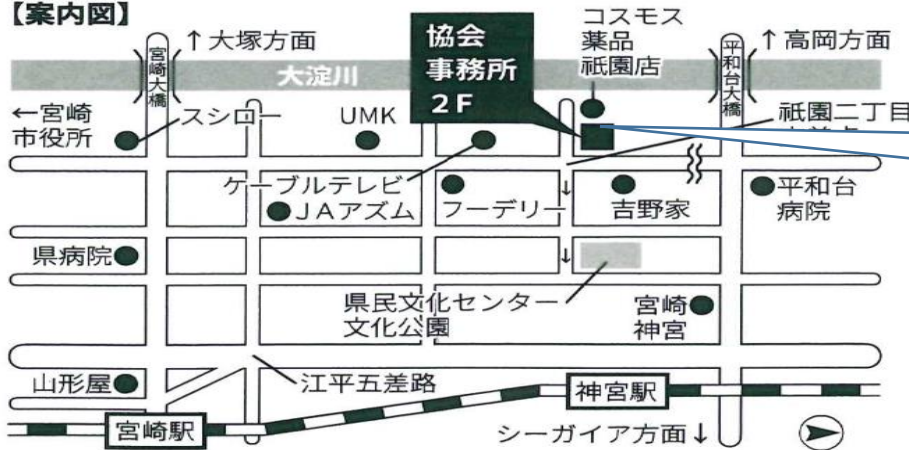 【案内図】
宮崎大橋
↑大塚方面
協会
事務所
2F
コスモス
薬品
祇園店
平和台大橋
↑高岡方面
大淀川
←宮崎
市役所
スシロー
UMK
祇園二丁目
ケーブルテレビ
JAアズム
フーデリー
↓
吉野家
平和台
病院
県病院
↓
県民文化センター
文化公園
宮崎
神宮
山形屋
江平五差路
神宮駅
宮崎駅
シーガイア方面↓